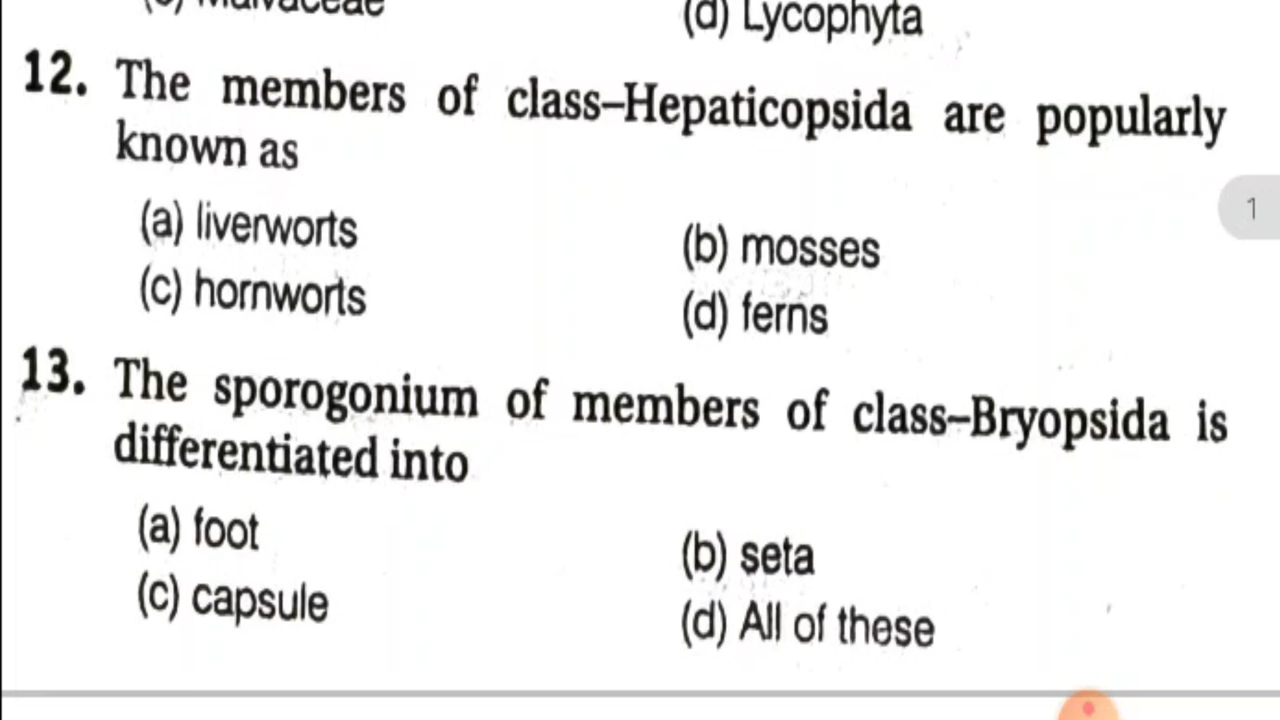 (d) Lycophyta
12. The members of class–Hepaticopsida are popularly
known as
(a) liverworts
(b) mosses
(c) hornworts
(d) ferns
1
13. The sporogonium of members of class–Bryopsida is
differentiated into
(a) foot
(b) seta
(c) capsule
(d) All of these